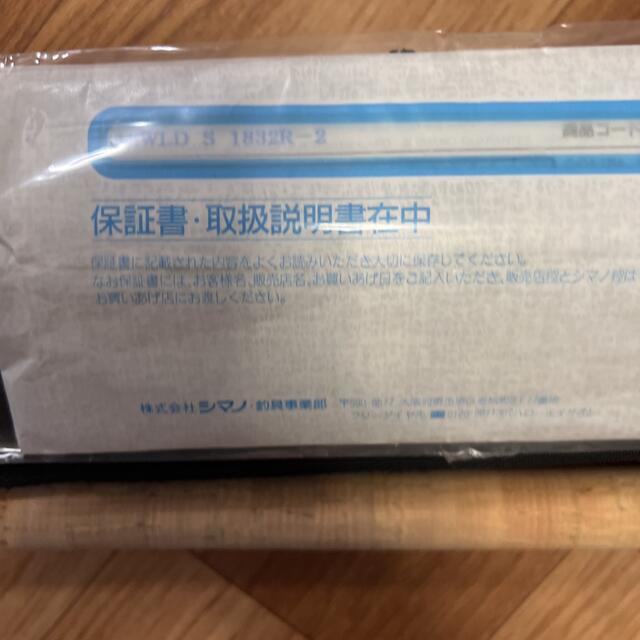 WLD S 1832R-2 商品コード
保証書・取扱説明書在中
保証書に記載された内容をよくお読みいただき大切に保存してください。
なお保証書には、お客様名、販売店名、お買いあげ日をご記入いただき、販売店印とシマノ印は
お買いあげ店にお渡しください。
株式会社シマノ 釣具事業部